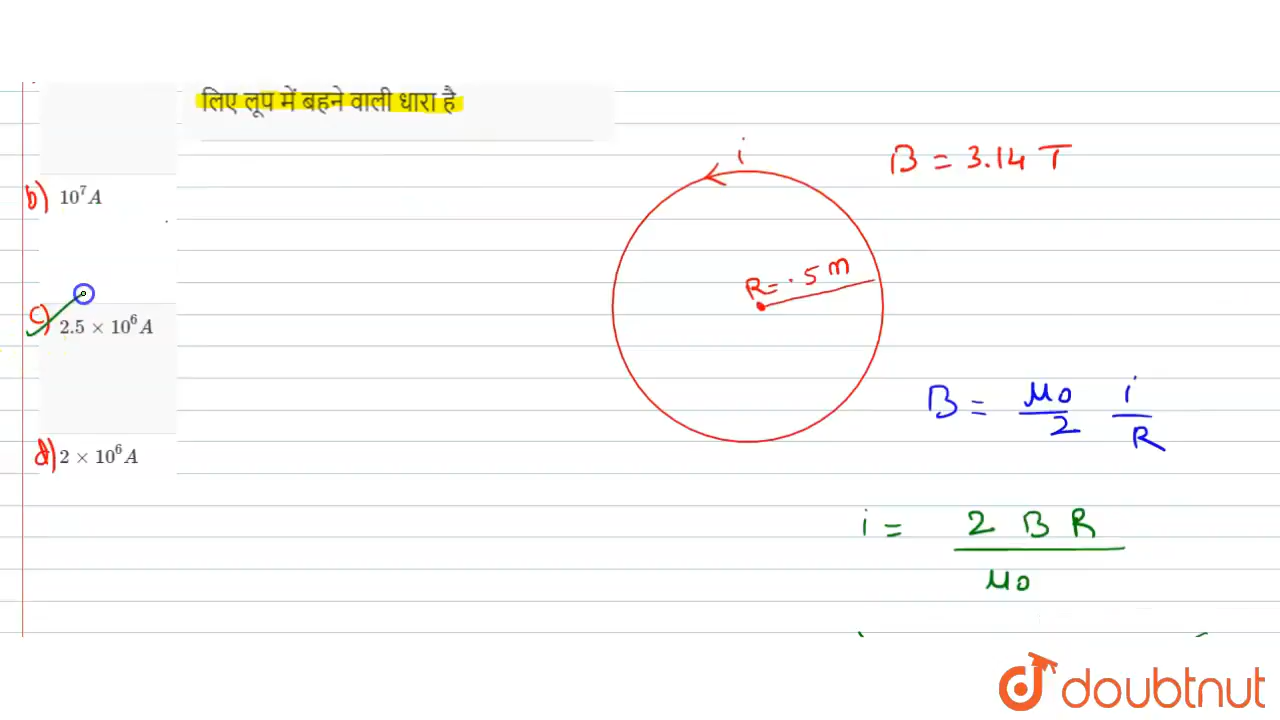 लिए लूप में बहने वाली धारा है
i
B = 3.14 T
b) 10⁷A
R = .5 m
c) 2.5 × 10⁶A
B = μ0/2 i/R
d) 2 × 10⁶A
i = 2 B R / μ0
doubtnut